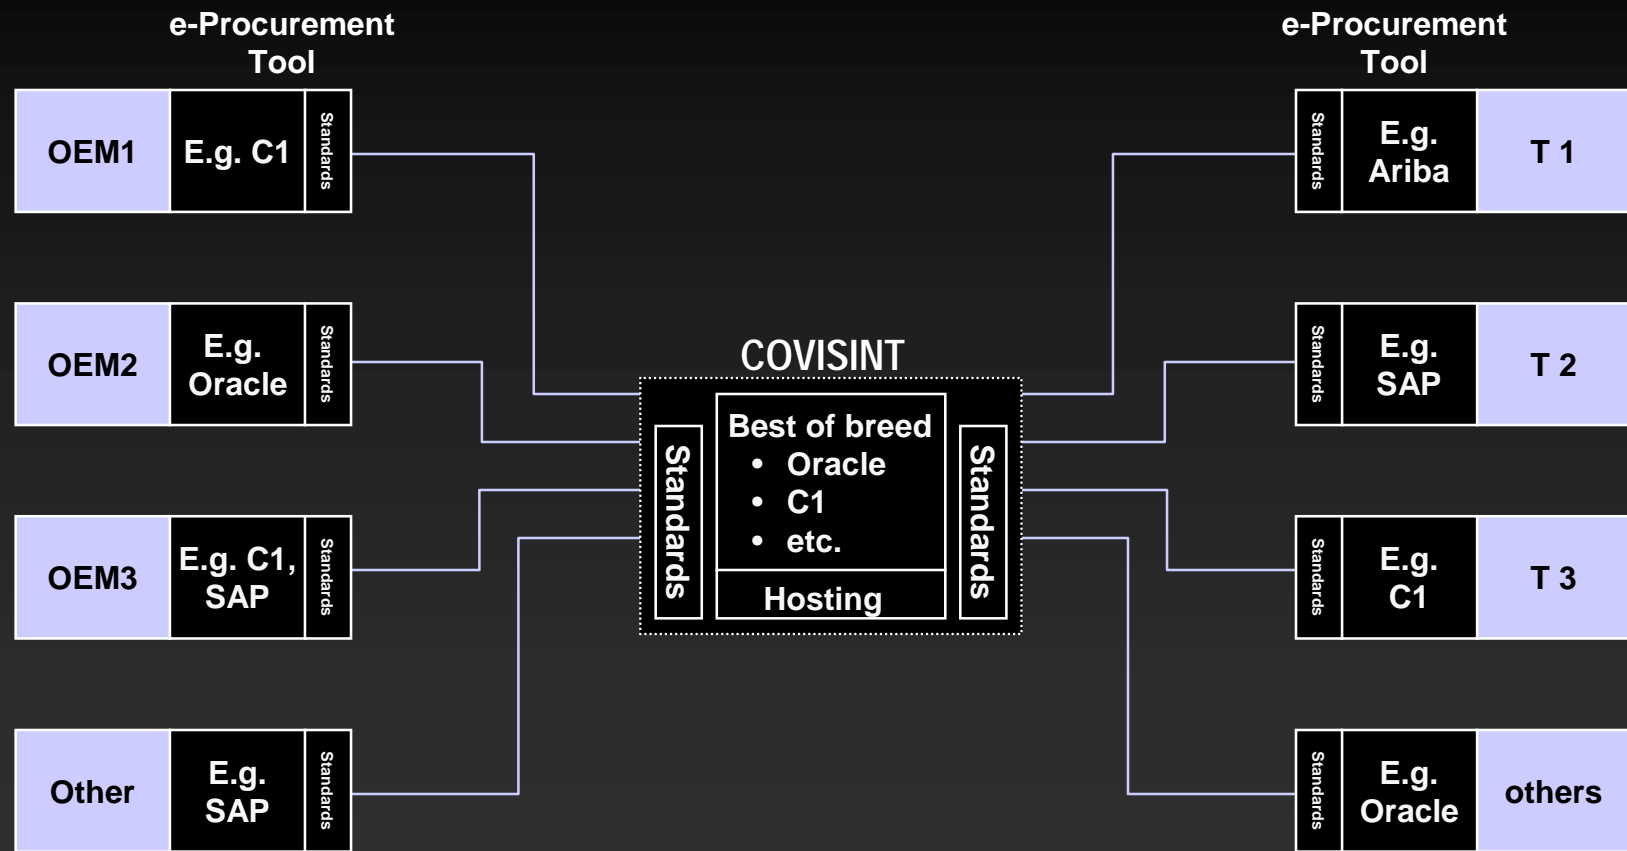 e-Procurement
Tool
OEM1
E.g. C1
Standards
OEM2
E.g.
Oracle
Standards
OEM3
E.g. C1,
SAP
Standards
Other
E.g.
SAP
Standards
COVISINT
Standards
Best of breed
• Oracle
• C1
• etc.
Hosting
Standards
e-Procurement
Tool
Standards
E.g.
Ariba
T 1
Standards
E.g.
SAP
T 2
Standards
E.g.
C1
T 3
Standards
E.g.
Oracle
others